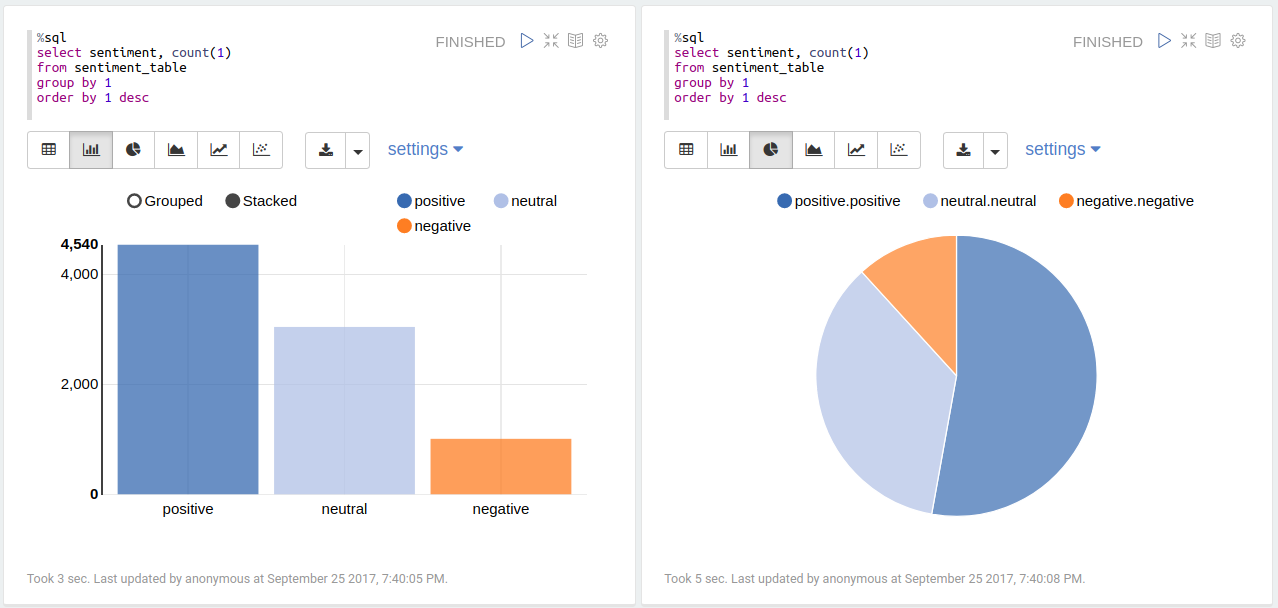 %sql
select sentiment, count(1)
from sentiment_table
group by 1
order by 1 desc
FINISHED
settings
Grouped Stacked
positive neutral
negative
4,540
4,000
2,000
0
positive neutral negative
Took 3 sec. Last updated by anonymous at September 25 2017, 7:40:05 PM.
%sql
select sentiment, count(1)
from sentiment_table
group by 1
order by 1 desc
FINISHED
settings
positive.positive neutral.neutral negative.negative
Took 5 sec. Last updated by anonymous at September 25 2017, 7:40:08 PM.